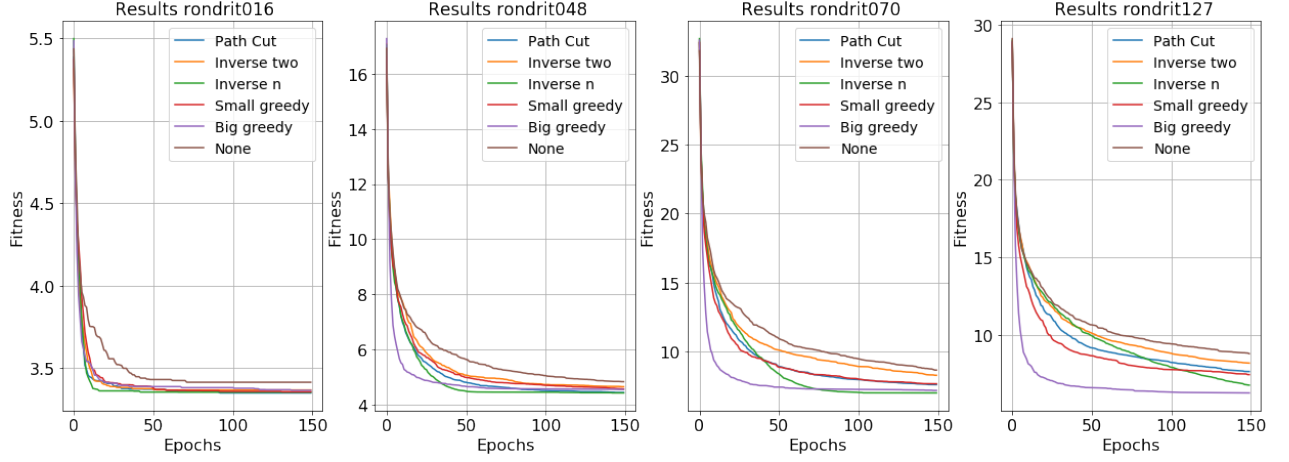 Results rondrit016
Fitness
5.5
5.0
4.5
4.0
3.5
Path Cut
Inverse two
Inverse n
Small greedy
Big greedy
None
0 50 100 150
Epochs
Results rondrit048
Fitness
16
14
12
10
8
6
4
Path Cut
Inverse two
Inverse n
Small greedy
Big greedy
None
0 50 100 150
Epochs
Results rondrit070
Fitness
30
25
20
15
10
Path Cut
Inverse two
Inverse n
Small greedy
Big greedy
None
0 50 100 150
Epochs
Results rondrit127
Fitness
30
25
20
15
10
Path Cut
Inverse two
Inverse n
Small greedy
Big greedy
None
0 50 100 150
Epochs